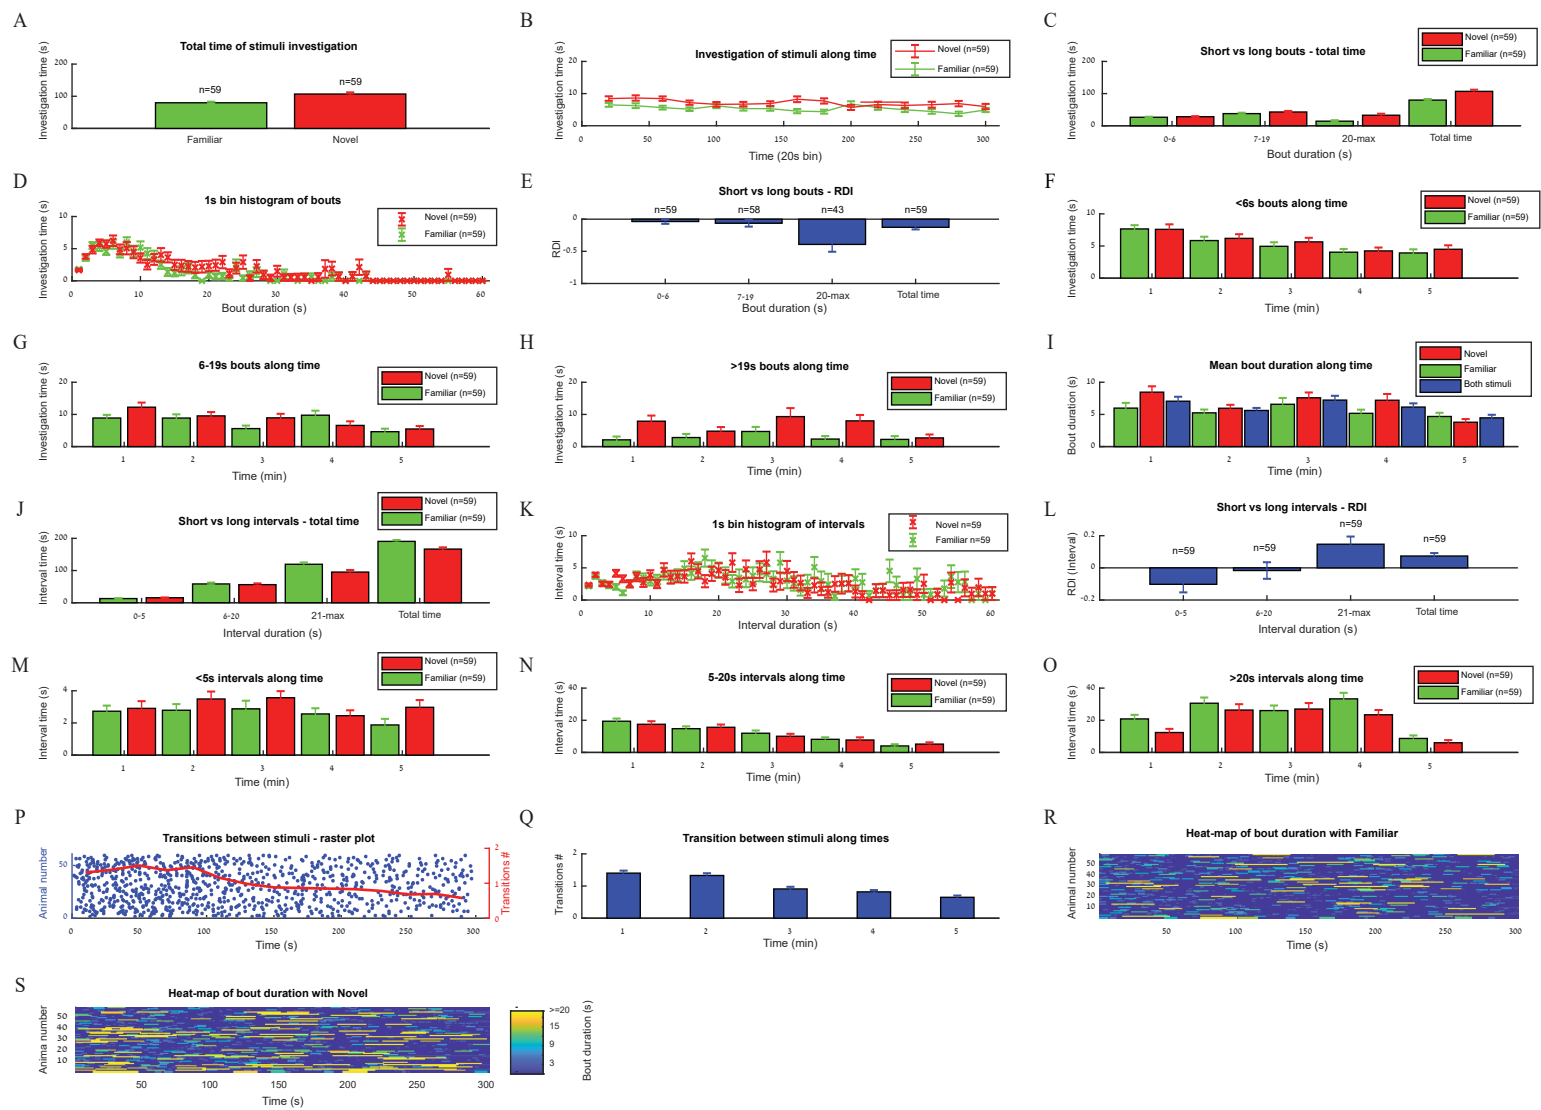 A
Total time of stimuli investigation
Investigation time (s)
200
100
0
n=59
n=59
Familiar
Novel
B
Investigation of stimuli along time
Novel (n=59)
Familiar (n=59)
Investigation time (s)
20
10
0
0 50 100 150 200 250 300
Time (20s bin)
C
Short vs long bouts - total time
Novel (n=59)
Familiar (n=59)
Investigation time (s)
200
100
0
0-6 7-19 20-max Total time
Bout duration (s)
D
1s bin histogram of bouts
Novel (n=59)
Familiar (n=59)
Investigation time (s)
10
5
0
0 10 20 30 40 50 60
Bout duration (s)
E
Short vs long bouts - RDI
n=59 n=58 n=43 n=59
RDI
0
-0.5
-1
0-6 7-19 20-max Total time
Bout duration (s)
F
<6s bouts along time
Novel (n=59)
Familiar (n=59)
Investigation time (s)
10
5
0
1 2 3 4 5
Time (min)
G
6-19s bouts along time
Novel (n=59)
Familiar (n=59)
Investigation time (s)
20
10
0
1 2 3 4 5
Time (min)
H
>19s bouts along time
Novel (n=59)
Familiar (n=59)
Investigation time (s)
20
10
0
1 2 3 4 5
Time (min)
I
Mean bout duration along time
Novel
Familiar
Both stimuli
Bout duration (s)
10
5
0
1 2 3 4 5
Time (min)
J
Short vs long intervals - total time
Novel (n=59)
Familiar (n=59)
Interval time (s)
200
100
0
0-5 6-20 21-max Total time
Interval duration (s)
K
1s bin histogram of intervals
Novel n=59
Familiar n=59
Interval time (s)
10
5
0
0 10 20 30 40 50 60
Interval duration (s)
L
Short vs long intervals - RDI
n=59 n=59 n=59 n=59
RDI (Interval)
0.2
0
-0.2
0-5 6-20 21-max Total time
Interval duration (s)
M
<5s intervals along time
Novel (n=59)
Familiar (n=59)
Interval time (s)
4
2
0
1 2 3 4 5
Time (min)
N
5-20s intervals along time
Novel (n=59)
Familiar (n=59)
Interval time (s)
40
20
0
1 2 3 4 5
Time (min)
O
>20s intervals along time
Novel (n=59)
Familiar (n=59)
Interval time (s)
40
20
0
1 2 3 4 5
Time (min)
P
Transitions between stimuli - raster plot
Animal number
50
0
2
1
0
Transitions #
0 50 100 150 200 250 300
Time (s)
Q
Transition between stimuli along times
Transitions #
2
1
0
1 2 3 4 5
Time (min)
R
Heat-map of bout duration with Familiar
Animal number
50
40
30
20
10
50 100 150 200 250 300
Time (s)
S
Heat-map of bout duration with Novel
Anima number
50
40
30
20
10
50 100 150 200 250 300
Time (s)
>=20
15
9
3
Bout duration (s)